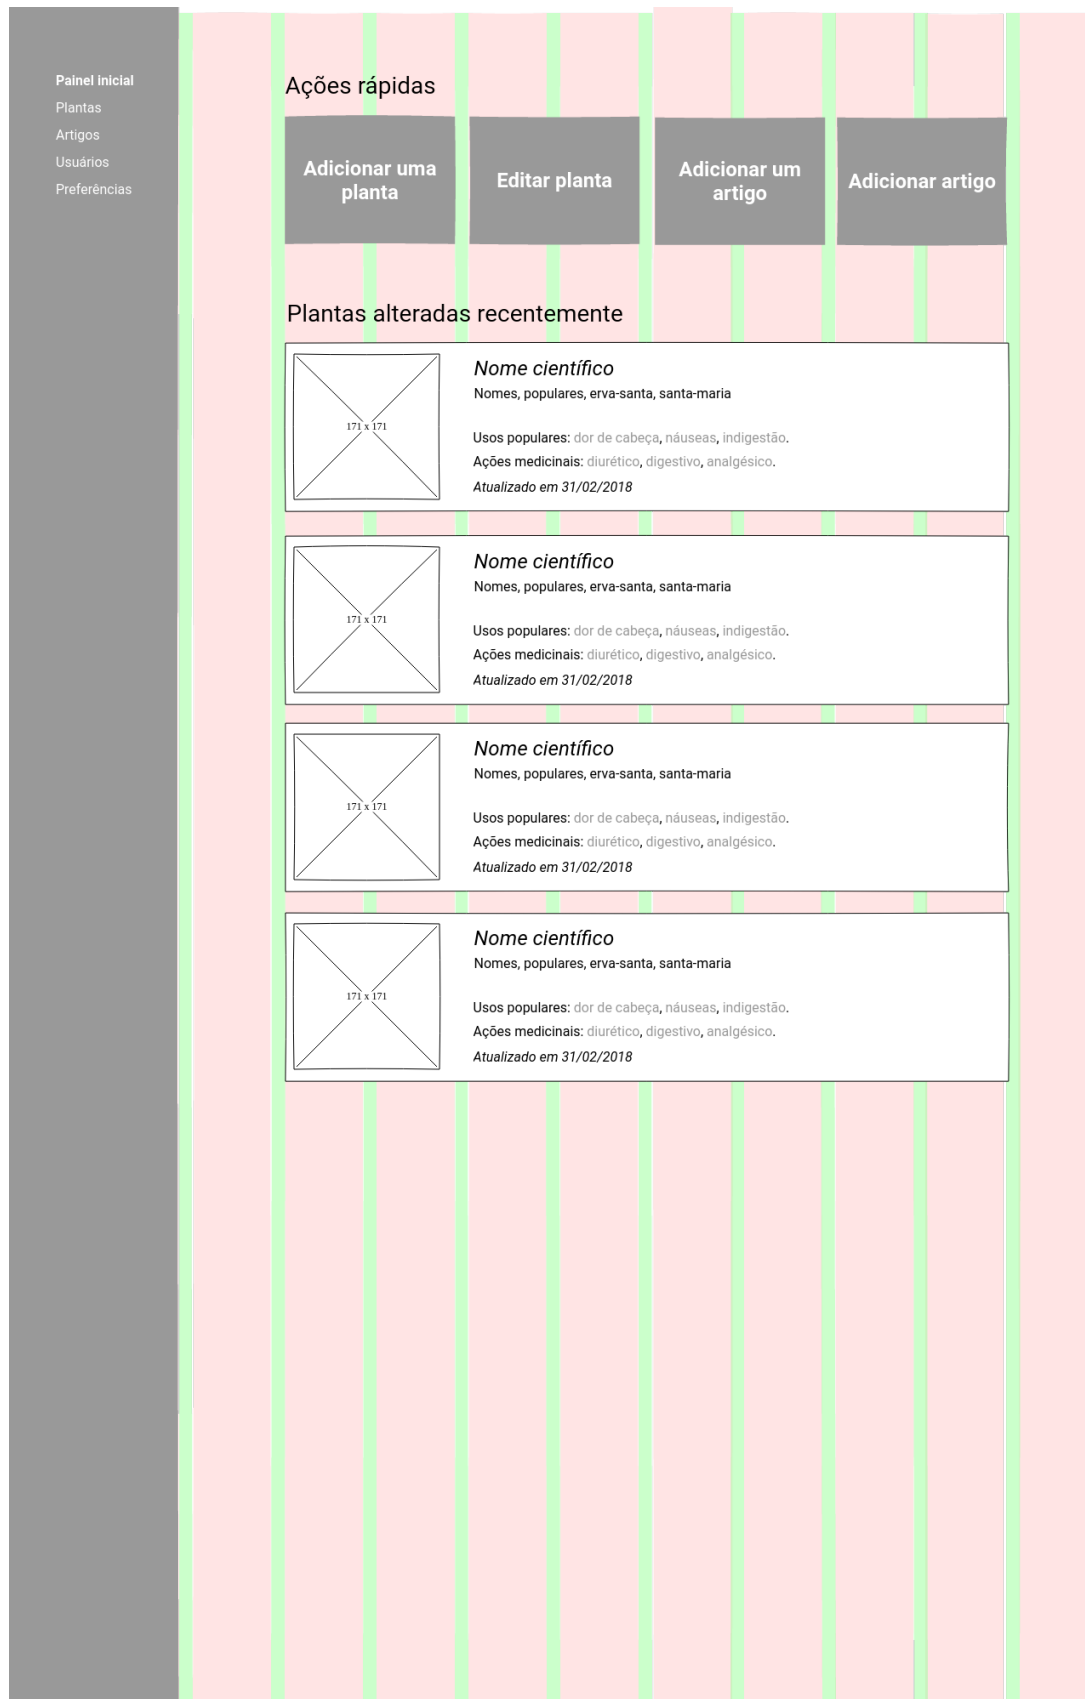 Painel inicial
Plantas
Artigos
Usuários
Preferências
Ações rápidas
Adicionar uma
planta
Editar planta
Adicionar um
artigo
Adicionar artigo
Plantas alteradas recentemente
171 x 171
Nome científico
Nomes, populares, erva-santa, santa-maria
Usos populares: dor de cabeça, náuseas, indigestão.
Ações medicinais: diurético, digestivo, analgésico.
Atualizado em 31/02/2018
171 x 171
Nome científico
Nomes, populares, erva-santa, santa-maria
Usos populares: dor de cabeça, náuseas, indigestão.
Ações medicinais: diurético, digestivo, analgésico.
Atualizado em 31/02/2018
171 x 171
Nome científico
Nomes, populares, erva-santa, santa-maria
Usos populares: dor de cabeça, náuseas, indigestão.
Ações medicinais: diurético, digestivo, analgésico.
Atualizado em 31/02/2018
171 x 171
Nome científico
Nomes, populares, erva-santa, santa-maria
Usos populares: dor de cabeça, náuseas, indigestão.
Ações medicinais: diurético, digestivo, analgésico.
Atualizado em 31/02/2018